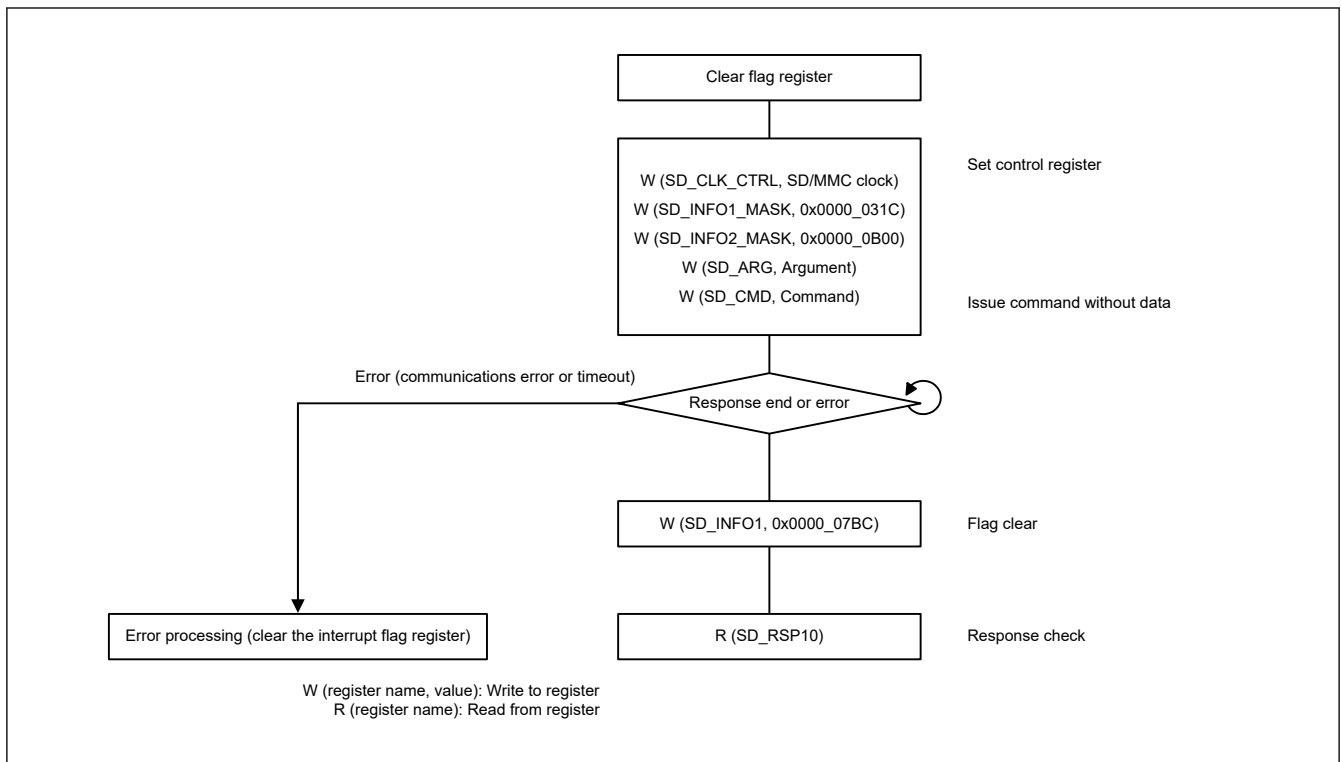 Clear flag register
Set control register
W (SD_CLK_CTRL, SD/MMC clock)
W (SD_INFO1_MASK, 0x0000_031C)
W (SD_INFO2_MASK, 0x0000_0B00)
W (SD_ARG, Argument)
W (SD_CMD, Command)
Issue command without data
Error (communications error or timeout)
Response end or error
W (SD_INFO1, 0x0000_07BC)
Flag clear
Error processing (clear the interrupt flag register)
R (SD_RSP10)
Response check
W (register name, value): Write to register
R (register name): Read from register